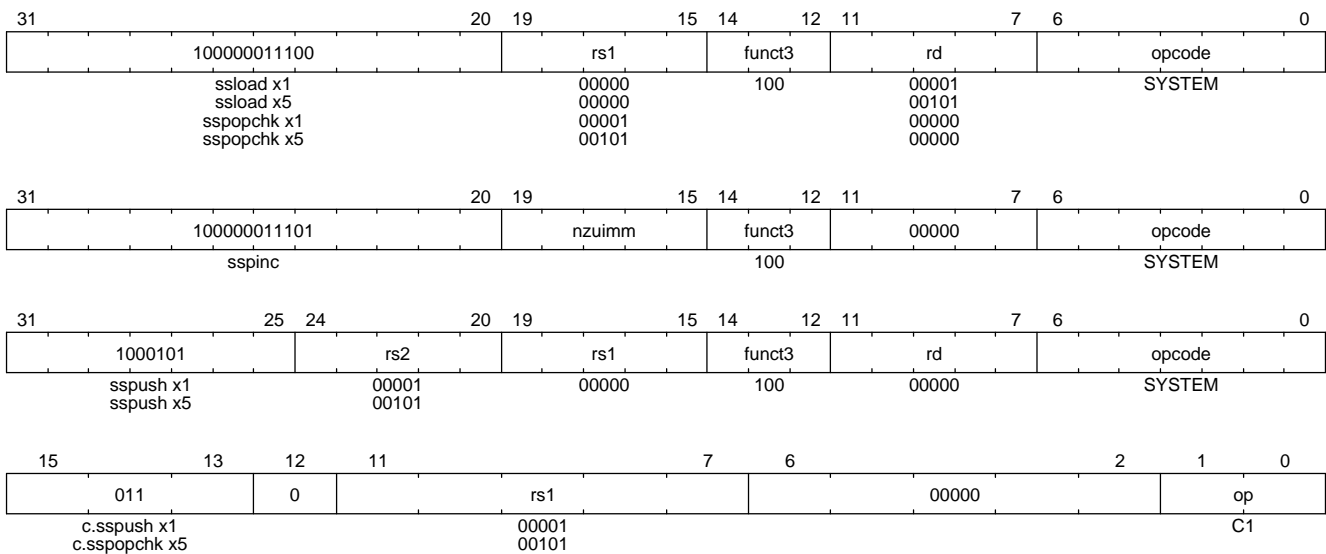 31 20 19 15 14 12 11 7 6 0
100000011100 rs1 funct3 rd opcode
ssload x1 00000 100 00001 SYSTEM
ssload x5 00000 00101
sspopchk x1 00001 00000
sspopchk x5 00101 00000
31 20 19 15 14 12 11 7 6 0
100000011101 nzuimm funct3 00000 opcode
sspinc 100 SYSTEM
31 25 24 20 19 15 14 12 11 7 6 0
1000101 rs2 rs1 funct3 rd opcode
sspush x1 00001 00000 100 00000 SYSTEM
sspush x5 00101
15 13 12 11 7 6 2 1 0
011 0 rs1 00000 op
c.sspush x1 00001 C1
c.sspopchk x5 00101